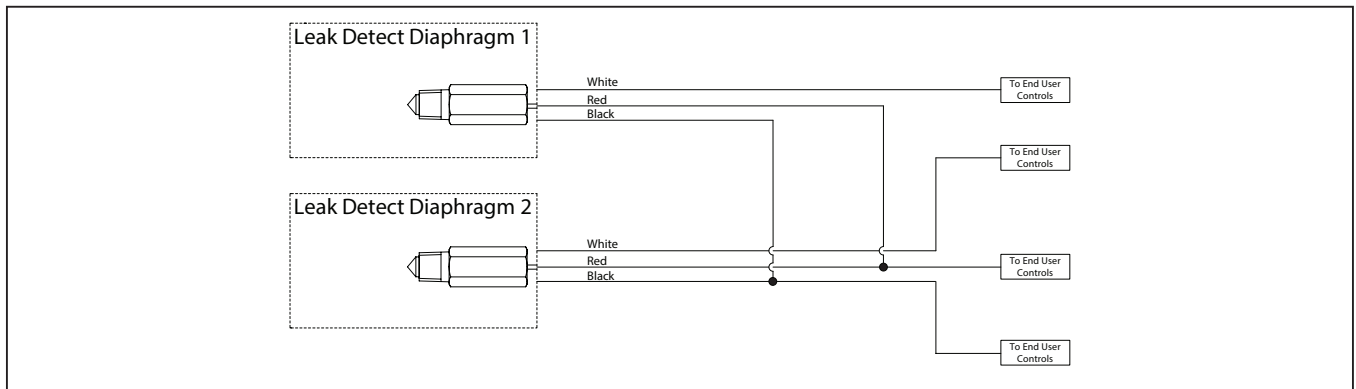 Leak Detect Diaphragm 1
White
Red
Black
To End User
Controls
To End User
Controls
Leak Detect Diaphragm 2
White
Red
Black
To End User
Controls
To End User
Controls